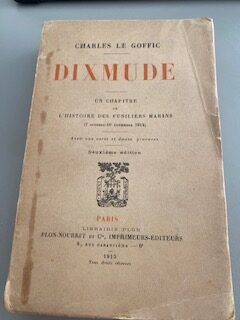 CHARLES LE GOFFIC
DIXMUDE
UN CHAPITRE
DE
L'HISTOIRE DES FUSILIERS MARINS
(7 OCTOBRE-10 NOVEMBRE 1914)
Avec une carte et douze gravures
Deuxième édition
PARIS
LIBRAIRIE PLON
PLON-NOURRIT ET Cie, IMPRIMEURS-ÉDITEURS
8, RUE GARANCIÈRE — 6e
1915
Tous droits réservés